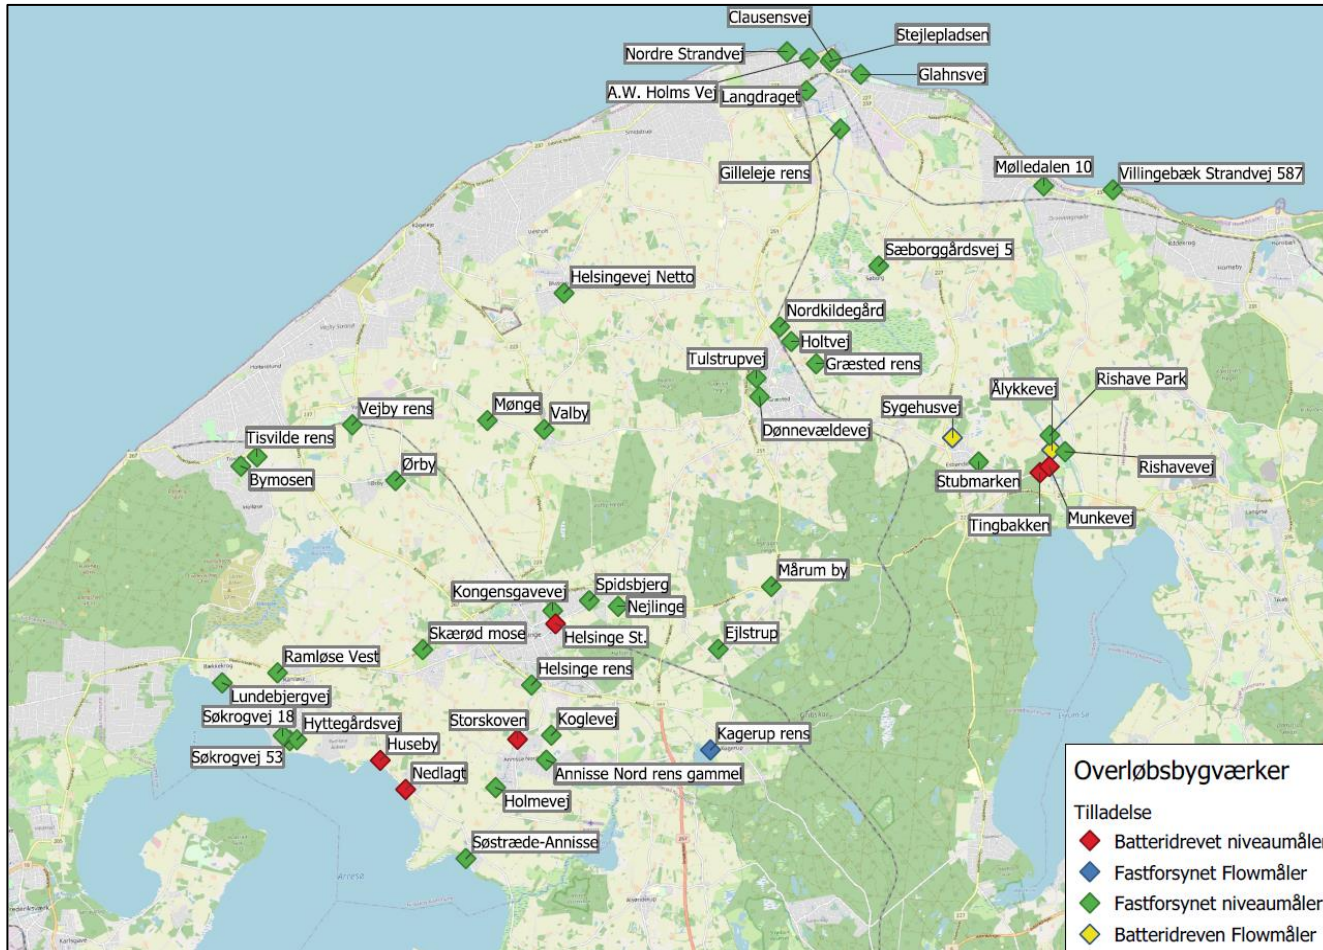 Clausensvej
Stejlepladsen
Nordre Strandvej
Glahnsvej
A.W. Holms Vej
Langdraget
Gilleleje rens
Mølledalen 10
Villingebæk Strandvej 587
Sæborggårdsvej 5
Helsingevej Netto
Nordkildegård
Holtvej
Græsted rens
Tulstrupvej
Dønnevældevej
Ålykkevej
Rishave Park
Sygehusvej
Rishavevej
Stubmarken
Tingbakken
Munkevej
Mønge
Valby
Vejby rens
Tisvilde rens
Bymosen
Ørby
Mårum by
Kongensgavevej
Spidsbjerg
Nejlinge
Helsinge St.
Ejlstrup
Skærød mose
Helsinge rens
Ramløse Vest
Lundebjergvej
Søkrogvej 18
Hyttegårdsvej
Søkrogvej 53
Huseby
Nedlagt
Storskoven
Koglevej
Annisse Nord rens gammel
Kagerup rens
Holmevej
Søstræde-Annisse
Arresø
Overløbsbygværker
Tilladelse
Batteridrevet niveaumåler
Fastforsynet Flowmåler
Fastforsynet niveaumåler
Batteridreven Flowmåler